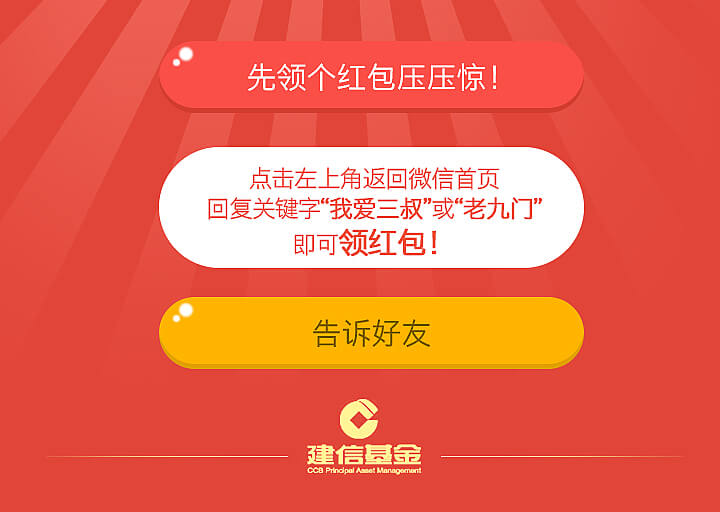 先领个红包压压惊！
点击左上角返回微信首页
回复关键字“我爱三叔”或“老九门”
即可领红包！
告诉好友
建信基金
CCB Principal Asset Management